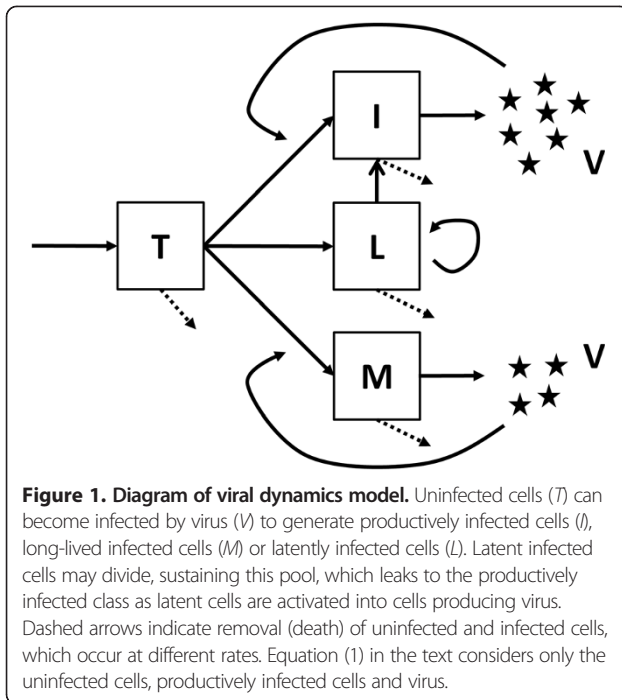 I
V
T
L
M
V
Figure 1. Diagram of viral dynamics model. Uninfected cells (T) can
become infected by virus (V) to generate productively infected cells (I),
long-lived infected cells (M) or latently infected cells (L). Latent infected
cells may divide, sustaining this pool, which leaks to the productively
infected class as latent cells are activated into cells producing virus.
Dashed arrows indicate removal (death) of uninfected and infected cells,
which occur at different rates. Equation (1) in the text considers only the
uninfected cells, productively infected cells and virus.